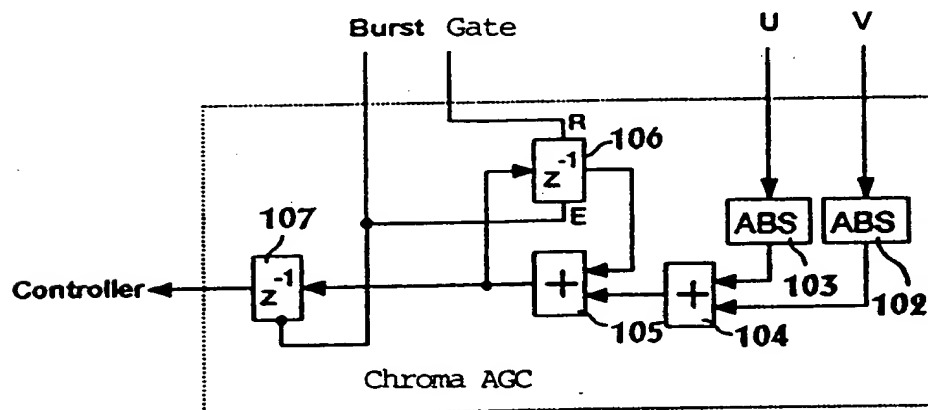 Burst Gate U V
R
106
z-1
E
107
ABS ABS
z-1
Controller
+ + 103 102
105 104
Chroma AGC